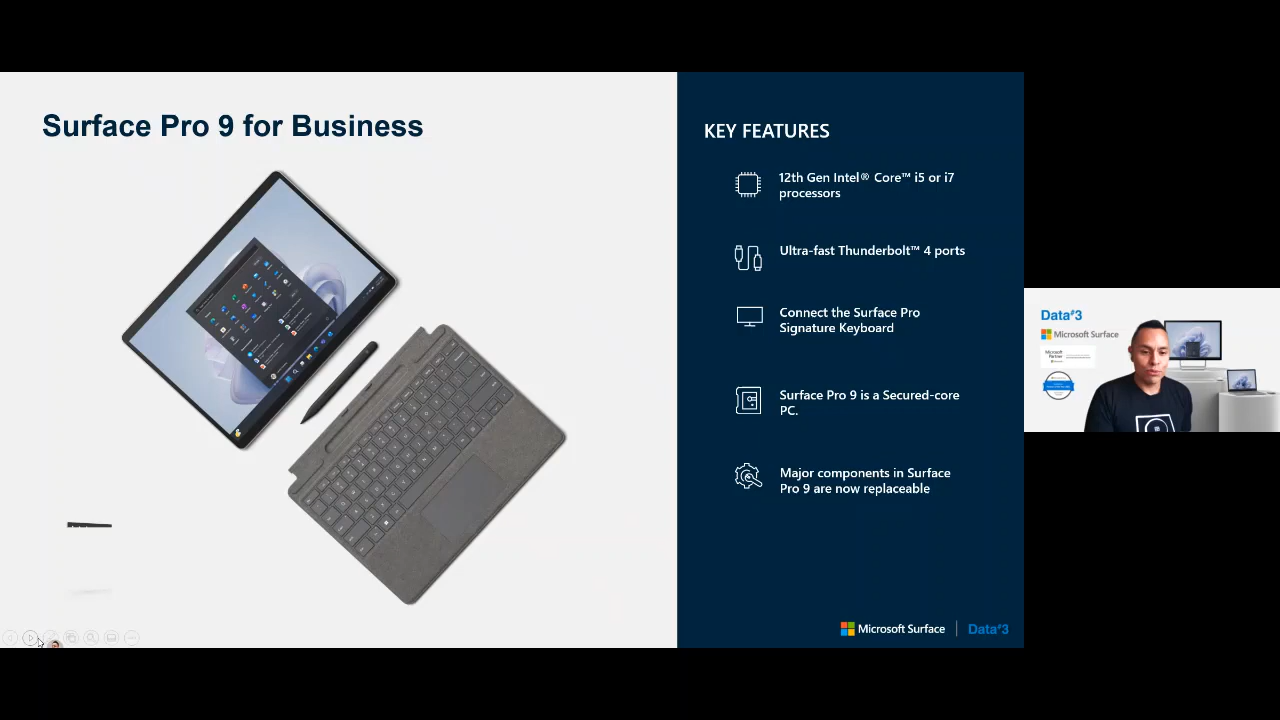 Surface Pro 9 for Business
KEY FEATURES
12th Gen Intel® Core™ i5 or i7
processors
Ultra-fast Thunderbolt™ 4 ports
Connect the Surface Pro
Signature Keyboard
Surface Pro 9 is a Secured-core
PC.
Major components in Surface
Pro 9 are now replaceable
Microsoft Surface
Data#3
Data#3
Microsoft Surface
Microsoft
Partner